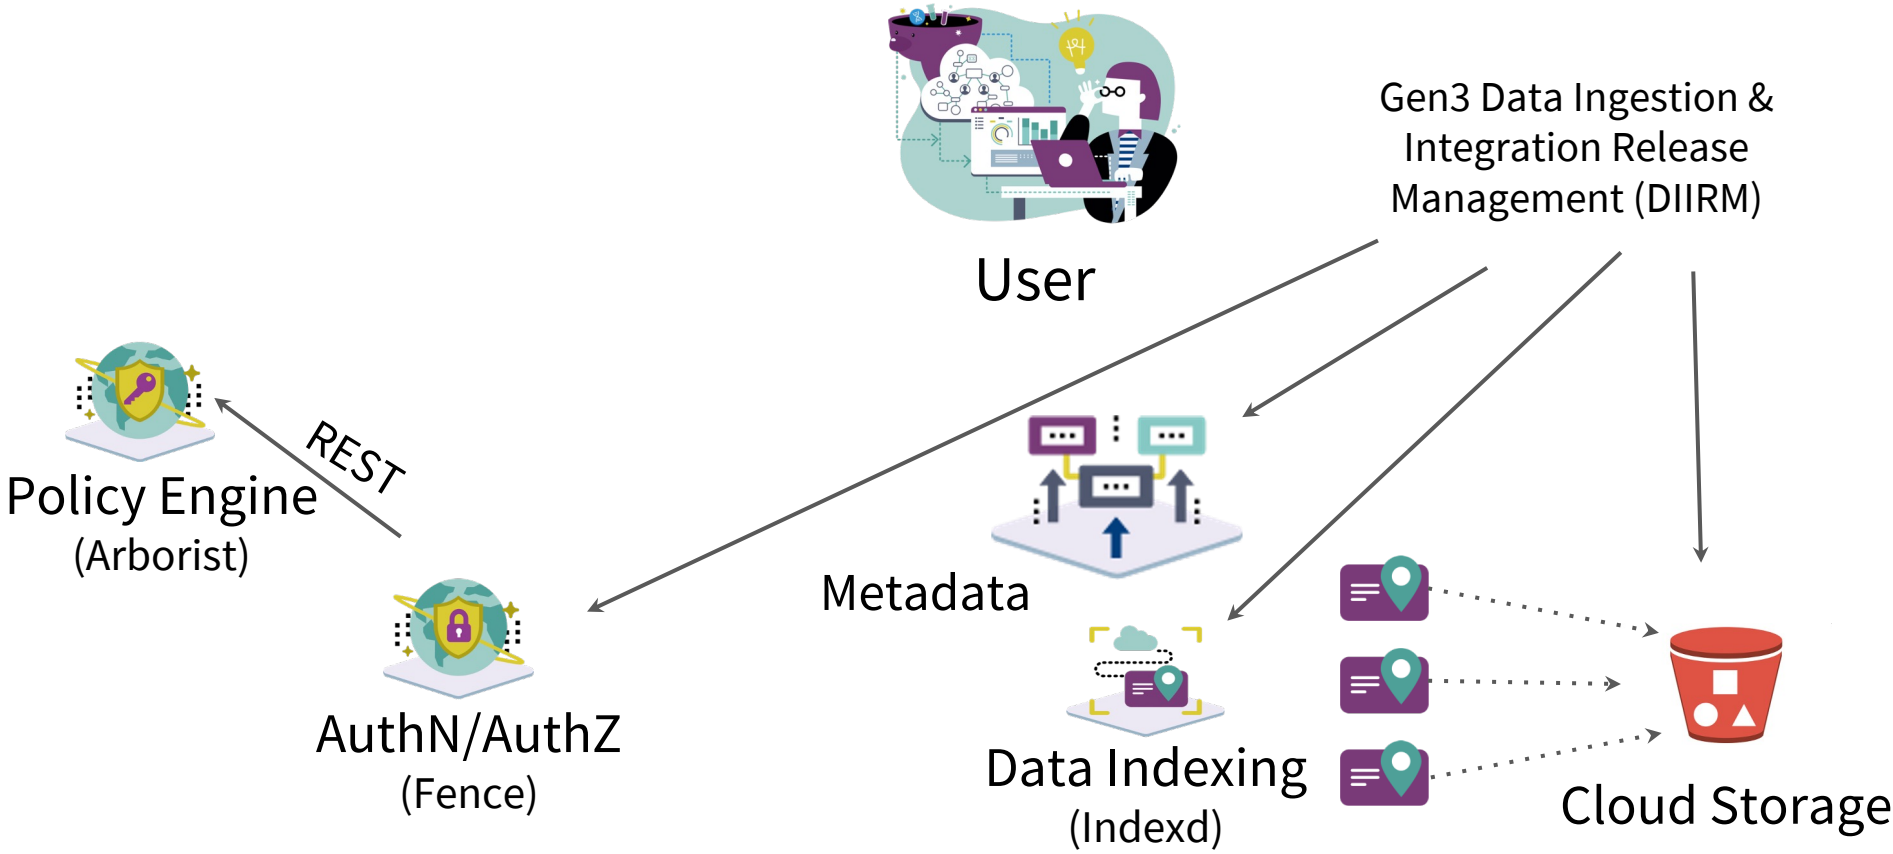 Gen3 Data Ingestion &
Integration Release
Management (DIIRM)
User
REST
Policy Engine
(Arborist)
Metadata
AuthN/AuthZ
(Fence)
Data Indexing
(Indexd)
Cloud Storage